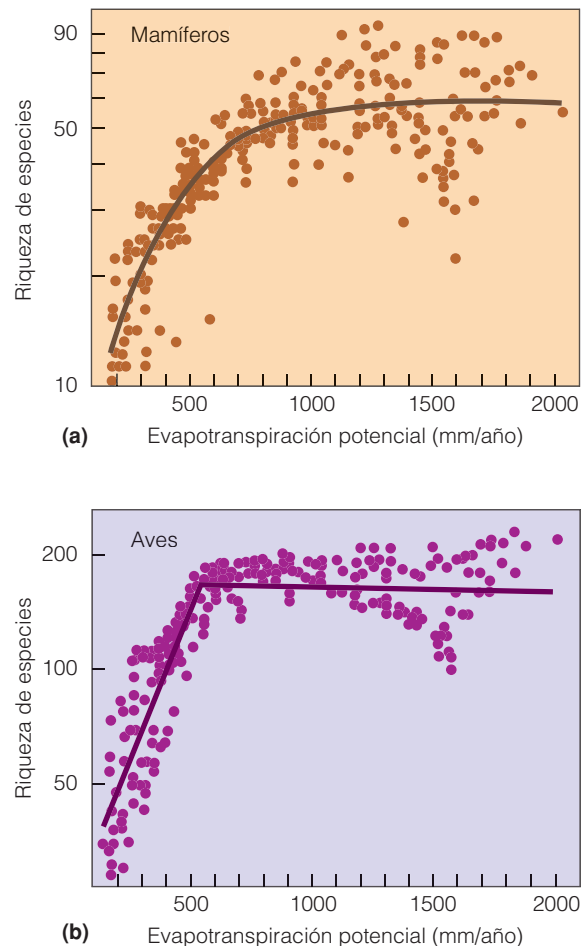 Mamíferos
Riqueza de especies
90
50
10
500 1000 1500 2000
(a) Evapotranspiración potencial (mm/año)
Aves
Riqueza de especies
200
100
50
500 1000 1500 2000
(b) Evapotranspiración potencial (mm/año)